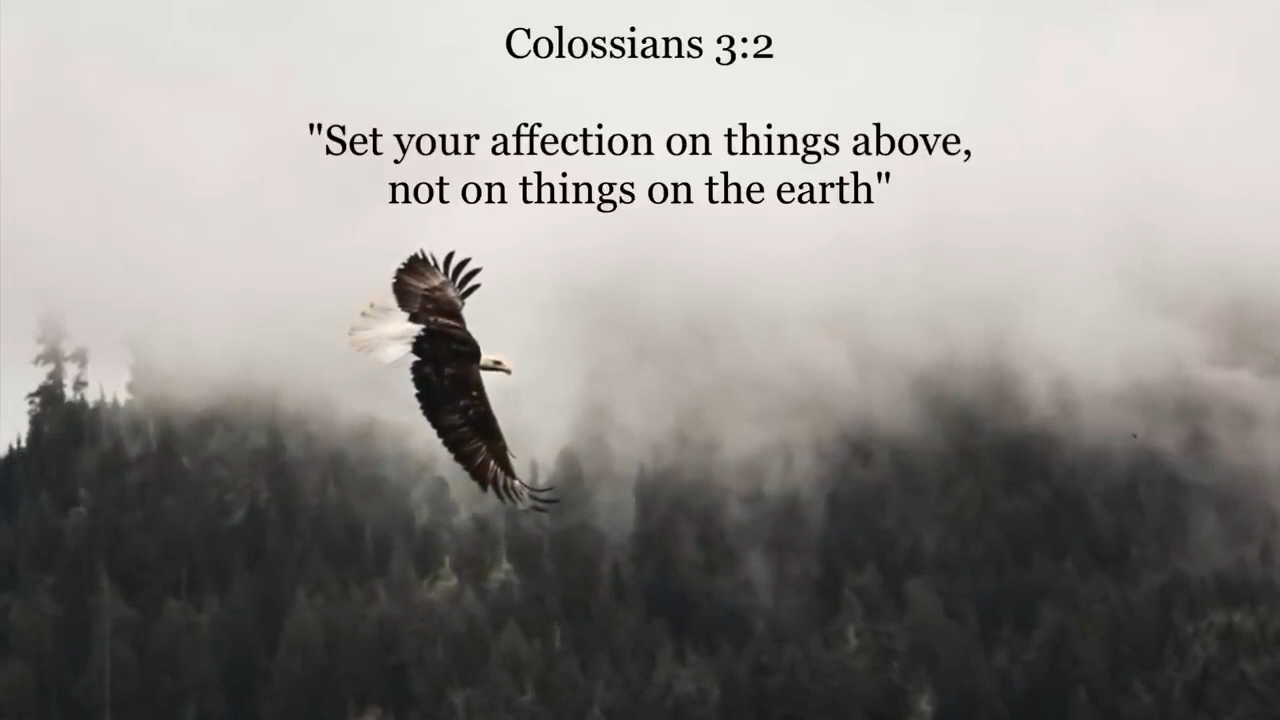 Colossians 3:2
"Set your affection on things above,
not on things on the earth"